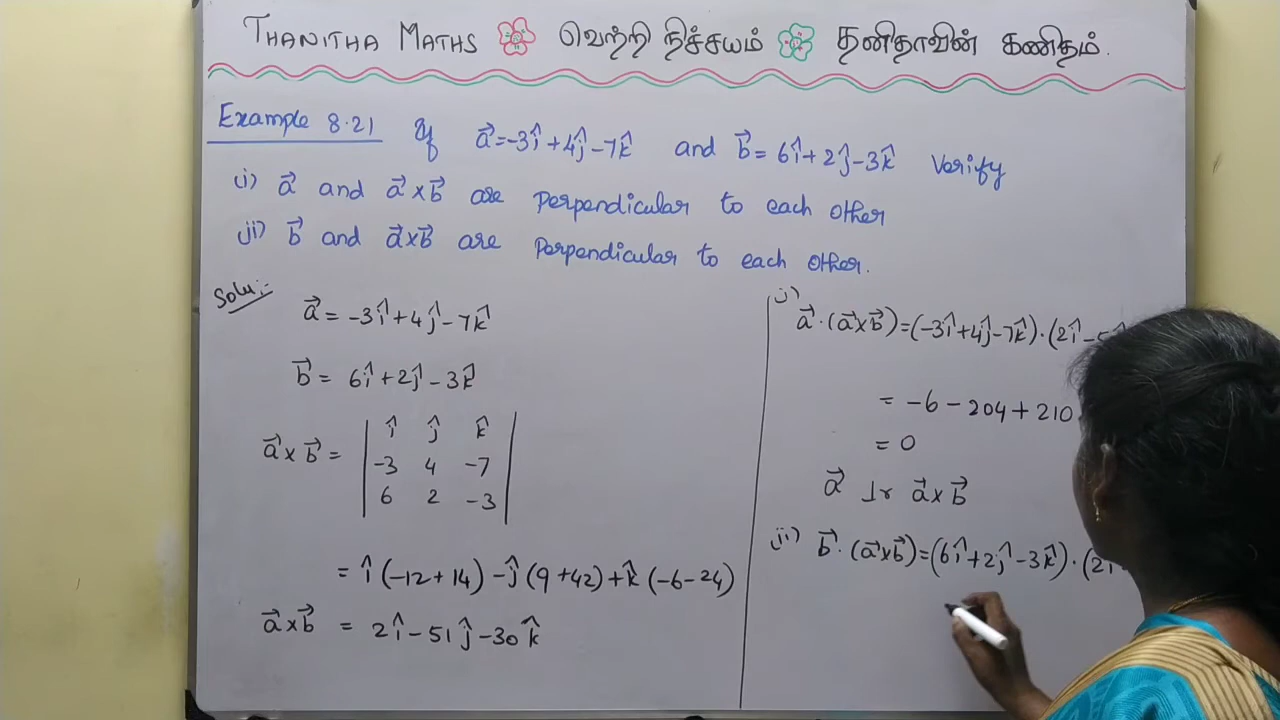 THANITHA MATHS வெற்றி நிச்சயம் தனிதாவின் கணிதம்.
Example 8.21 If a⃗=-3î+4ĵ-7k̂ and b⃗=6î+2ĵ-3k̂ Verify
(i) a⃗ and a⃗×b⃗ are Perpendicular to each other
(ii) b⃗ and a⃗×b⃗ are Perpendicular to each other.
Solu:-
a⃗=-3î+4ĵ-7k̂
b⃗=6î+2ĵ-3k̂
a⃗×b⃗= | î ĵ k̂ |
| -3 4 -7 |
| 6 2 -3 |
= î(-12+14)-ĵ(9+42)+k̂(-6-24)
a⃗×b⃗ = 2î-51ĵ-30k̂
i)
a⃗·(a⃗×b⃗)=(-3î+4ĵ-7k̂)·(2î-5
= -6-204+210
= 0
a⃗ ⊥r a⃗×b⃗
ii) b⃗·(a⃗×b⃗)=(6î+2ĵ-3k̂)·(2î-